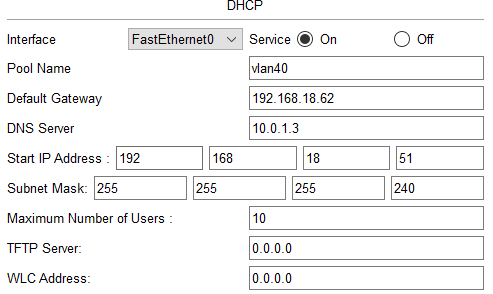 DHCP
Interface FastEthernet0 Service On Off
Pool Name vlan40
Default Gateway 192.168.18.62
DNS Server 10.0.1.3
Start IP Address : 192 168 18 51
Subnet Mask: 255 255 255 240
Maximum Number of Users : 10
TFTP Server: 0.0.0.0
WLC Address: 0.0.0.0